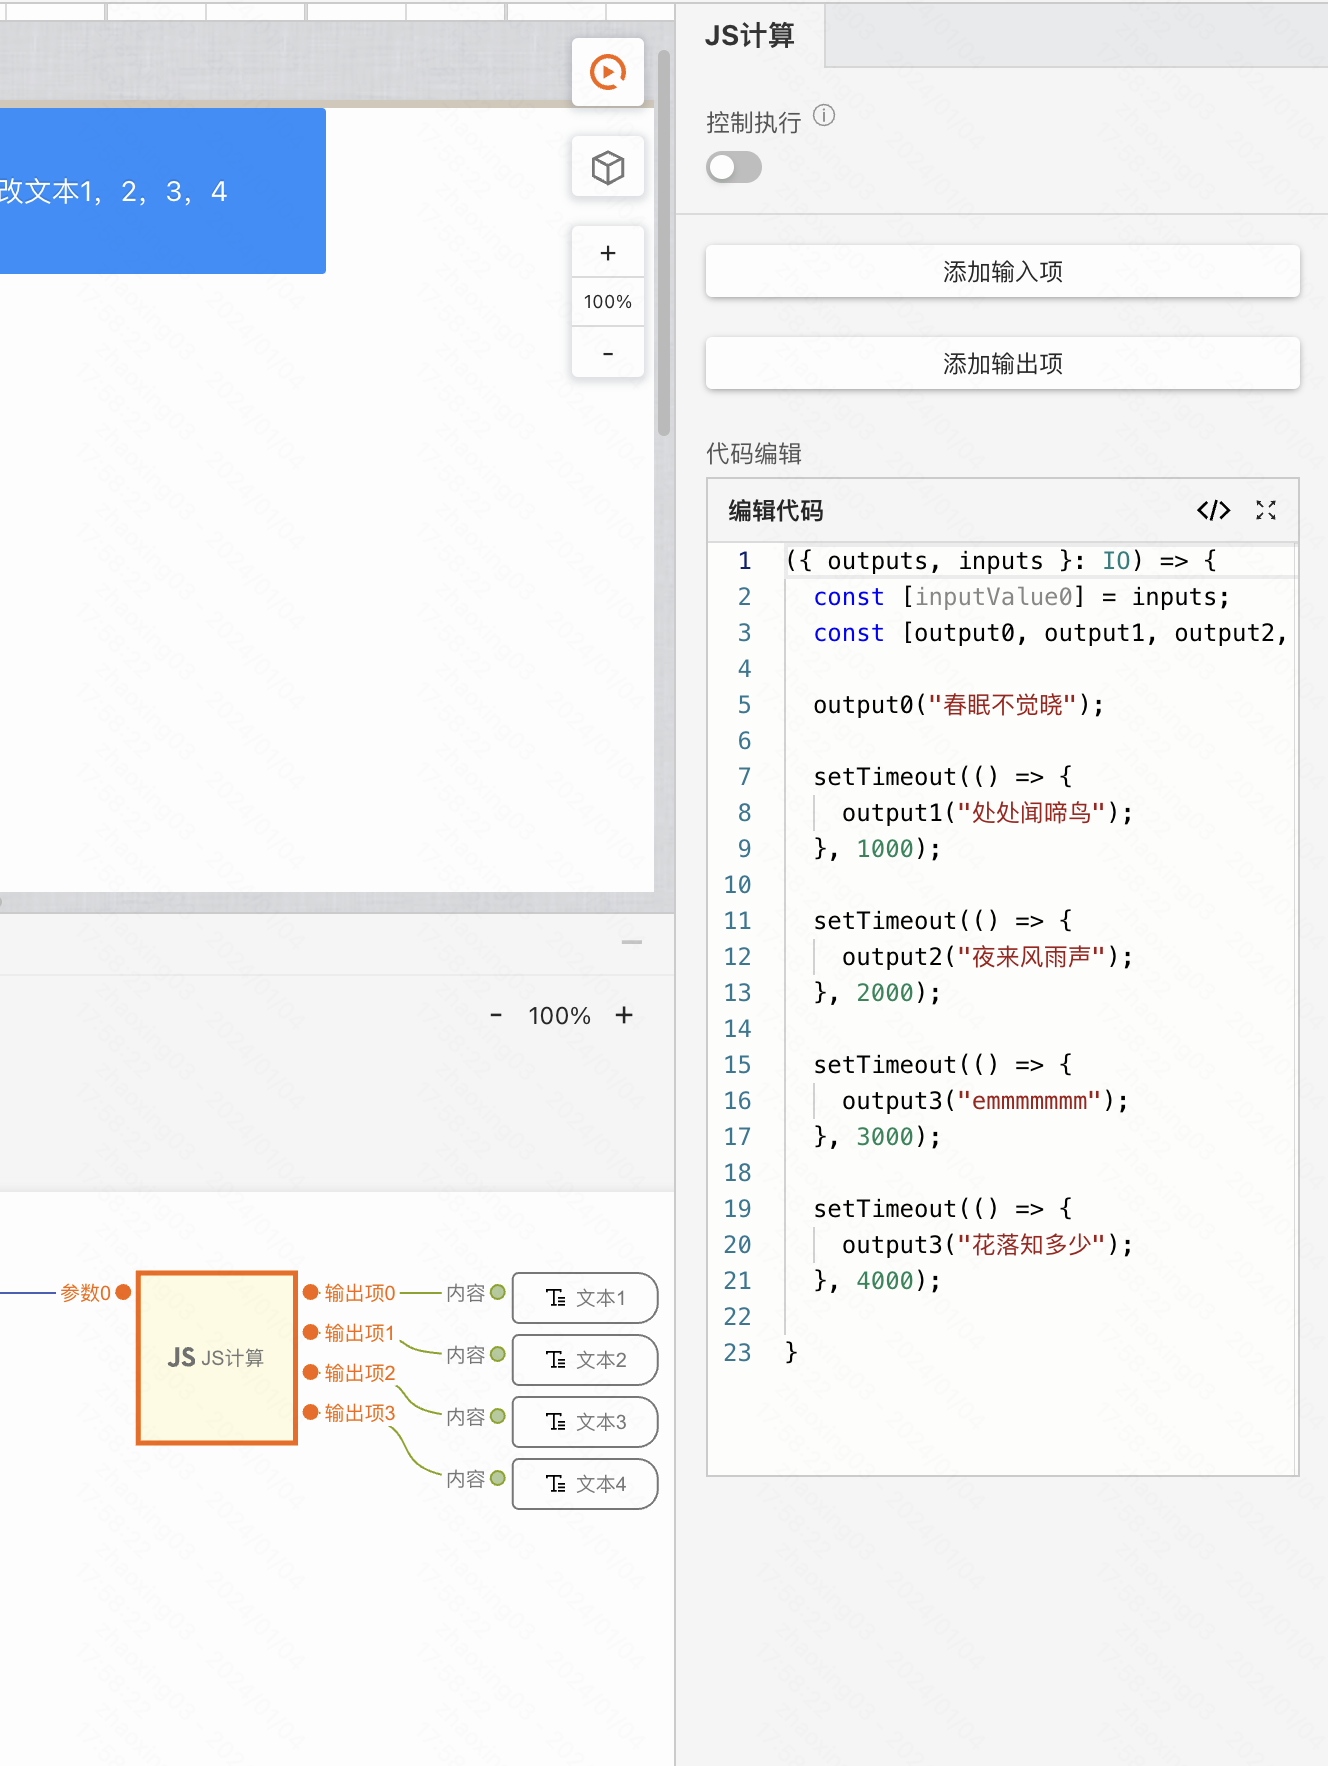 JS计算
控制执行
改文本1，2，3，4
+
100%
-
添加输入项
添加输出项
代码编辑
编辑代码
</>
1 ({ outputs, inputs }: IO) => {
2 const [inputValue0] = inputs;
3 const [output0, output1, output2,
4
5 output0("春眠不觉晓");
6
7 setTimeout(() => {
8 output1("处处闻啼鸟");
9 }, 1000);
10
11 setTimeout(() => {
12 output2("夜来风雨声");
13 }, 2000);
14
15 setTimeout(() => {
16 output3("emmmmmmm");
17 }, 3000);
18
19 setTimeout(() => {
20 output3("花落知多少");
21 }, 4000);
22
23 }
- 100% +
参数0
JS JS计算
输出项0 内容 文本1
输出项1 内容 文本2
输出项2 内容 文本3
输出项3 内容 文本4